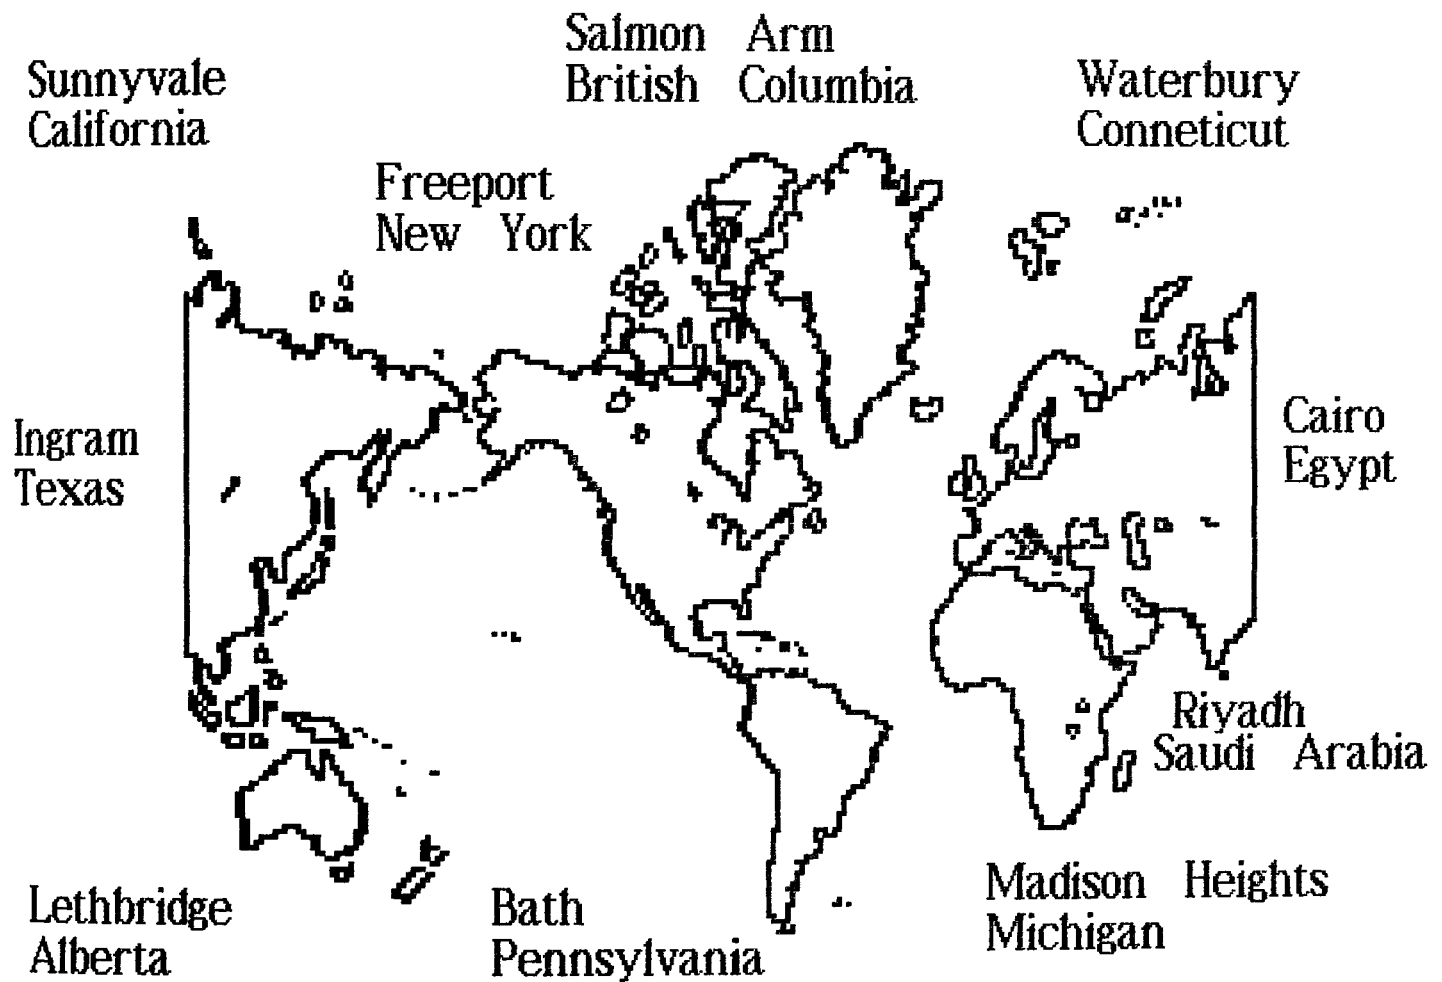 Salmon Arm
British Columbia
Sunnyvale
California
Waterbury
Conneticut
Freeport
New York
Ingram
Texas
Cairo
Egypt
Riyadh
Saudi Arabia
Lethbridge
Alberta
Bath
Pennsylvania
Madison Heights
Michigan